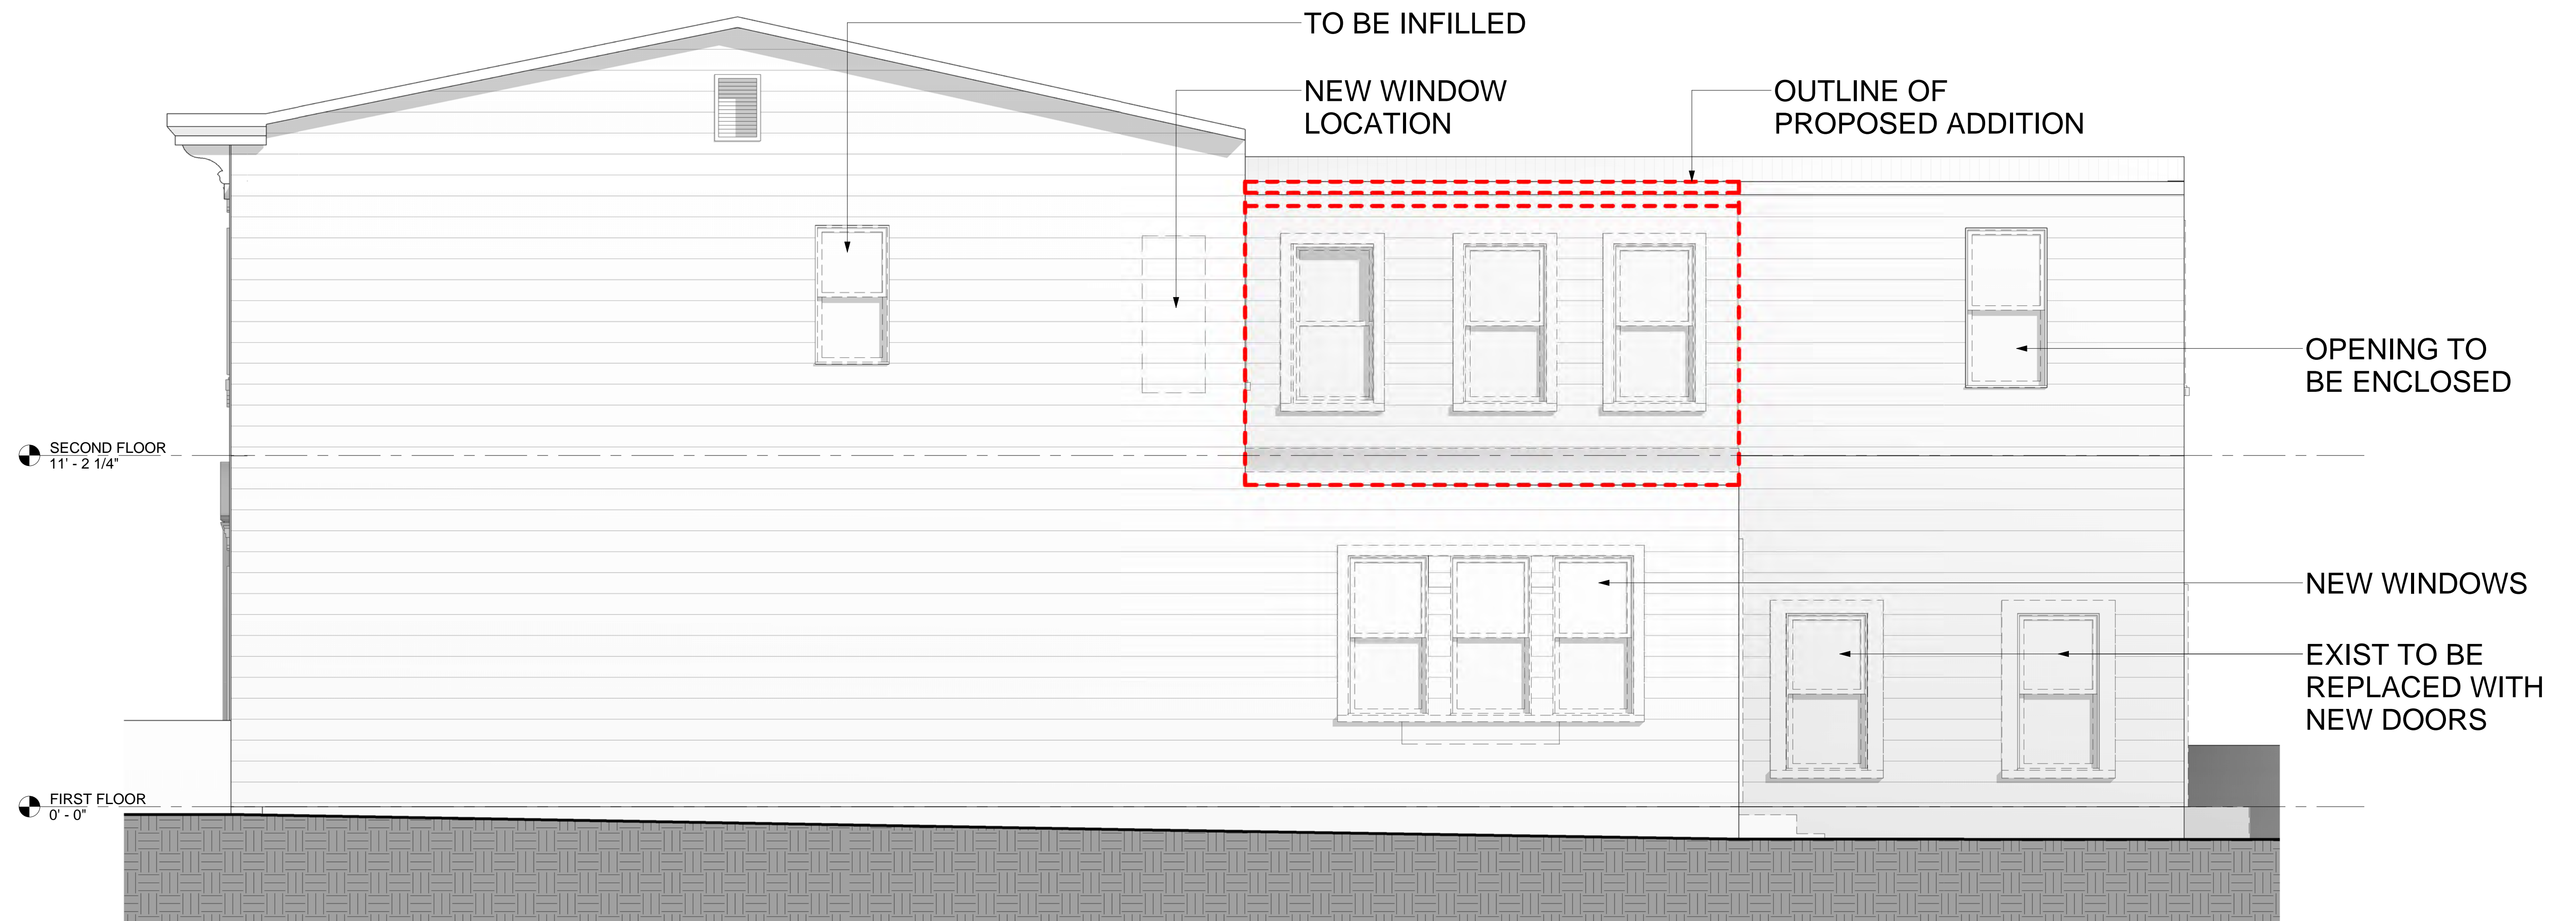 TO BE INFILLED
NEW WINDOW
LOCATION
OUTLINE OF
PROPOSED ADDITION
OPENING TO
BE ENCLOSED
SECOND FLOOR
11' - 2 1/4"
NEW WINDOWS
EXIST TO BE
REPLACED WITH
NEW DOORS
FIRST FLOOR
0' - 0"